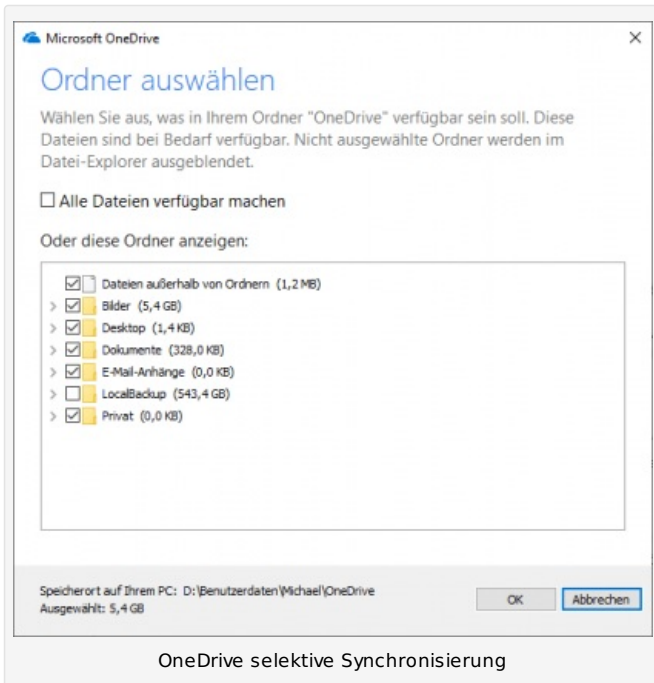 Microsoft OneDrive
Ordner auswählen
Wählen Sie aus, was in Ihrem Ordner "OneDrive" verfügbar sein soll. Diese
Dateien sind bei Bedarf verfügbar. Nicht ausgewählte Ordner werden im
Datei-Explorer ausgeblendet.
Alle Dateien verfügbar machen
Oder diese Ordner anzeigen:
Dateien außerhalb von Ordnern (1,2 MB)
Bilder (5,4 GB)
Desktop (1,4 KB)
Dokumente (328,0 KB)
E-Mail-Anhänge (0,0 KB)
LocalBackup (543,4 GB)
Privat (0,0 KB)
Speicherort auf Ihrem PC: D:\Benutzerdaten\Michael\OneDrive
Ausgewählt: 5,4 GB
OK
Abbrechen
OneDrive selektive Synchronisierung